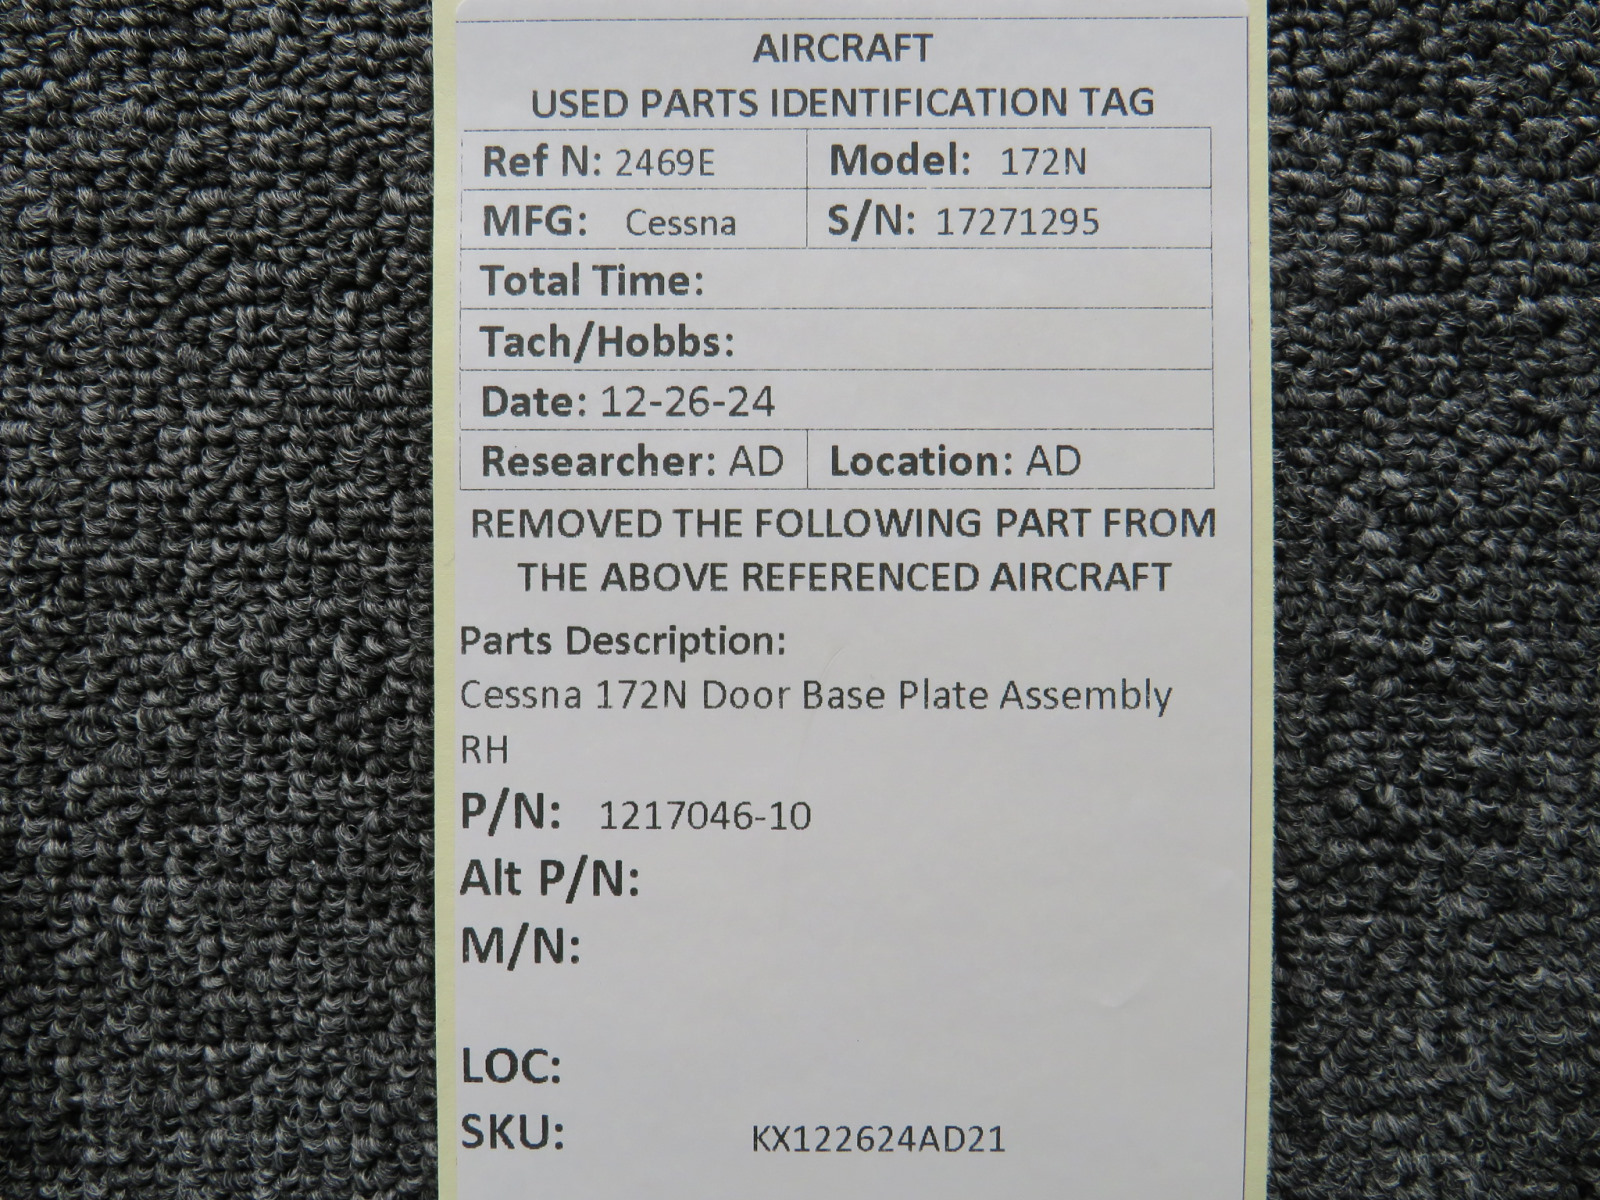 AIRCRAFT
USED PARTS IDENTIFICATION TAG
Ref N: 2469E Model: 172N
MFG: Cessna S/N: 17271295
Total Time:
Tach/Hobbs:
Date: 12-26-24
Researcher: AD Location: AD
REMOVED THE FOLLOWING PART FROM
THE ABOVE REFERENCED AIRCRAFT
Parts Description:
Cessna 172N Door Base Plate Assembly
RH
P/N: 1217046-10
Alt P/N:
M/N:
LOC:
SKU: KX122624AD21